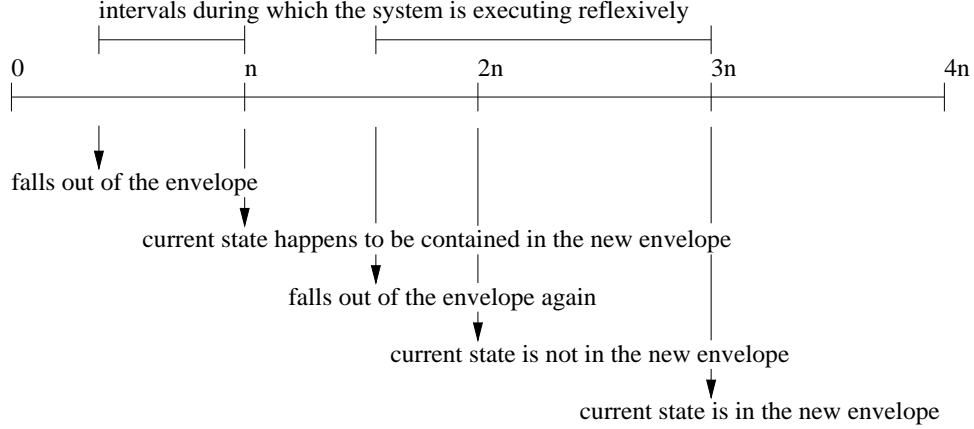 intervals during which the system is executing reflexively
0 n 2n 3n 4n
falls out of the envelope
current state happens to be contained in the new envelope
falls out of the envelope again
current state is not in the new envelope
current state is in the new envelope